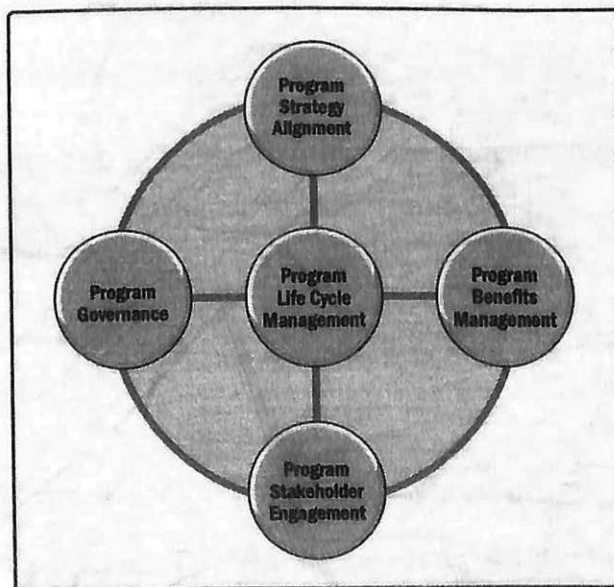 Program
Strategy
Alignment
Program
Governance
Program
Life Cycle
Management
Program
Benefits
Management
Program
Stakeholder
Engagement